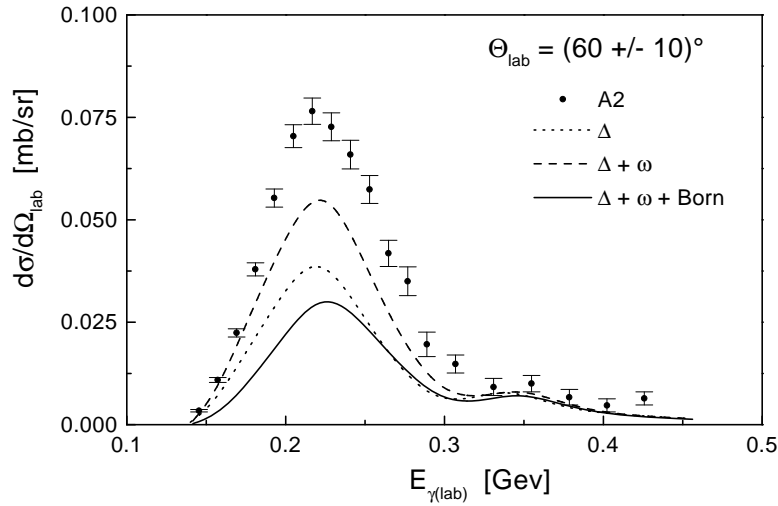 0.100
Θlab = (60 +/- 10)°
A2
0.075
Δ
Δ + ω
Δ + ω + Born
0.050
dσ/dΩlab [mb/sr]
0.025
0.000
0.1 0.2 0.3 0.4 0.5
Eγ(lab) [Gev]